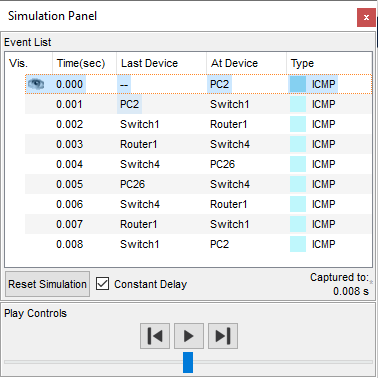 Simulation Panel
x
Event List
Vis. Time(sec) Last Device At Device Type
0.000 -- PC2 ICMP
0.001 PC2 Switch1 ICMP
0.002 Switch1 Router1 ICMP
0.003 Router1 Switch4 ICMP
0.004 Switch4 PC26 ICMP
0.005 PC26 Switch4 ICMP
0.006 Switch4 Router1 ICMP
0.007 Router1 Switch1 ICMP
0.008 Switch1 PC2 ICMP
Reset Simulation Constant Delay Captured to:
0.008 s
Play Controls